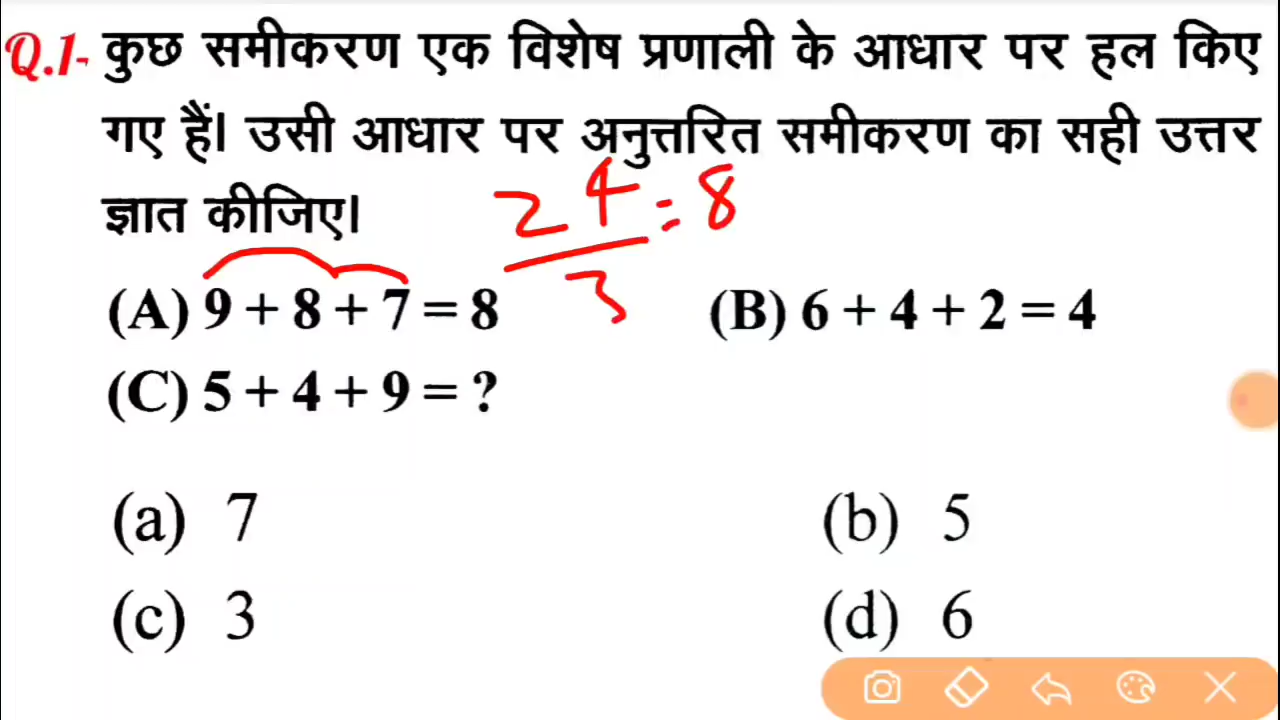 Q.1- कुछ समीकरण एक विशेष प्रणाली के आधार पर हल किए
गए हैं। उसी आधार पर अनुत्तरित समीकरण का सही उत्तर
ज्ञात कीजिए।
24/3 = 8
(A) 9 + 8 + 7 = 8 (B) 6 + 4 + 2 = 4
(C) 5 + 4 + 9 = ?
(a) 7 (b) 5
(c) 3 (d) 6